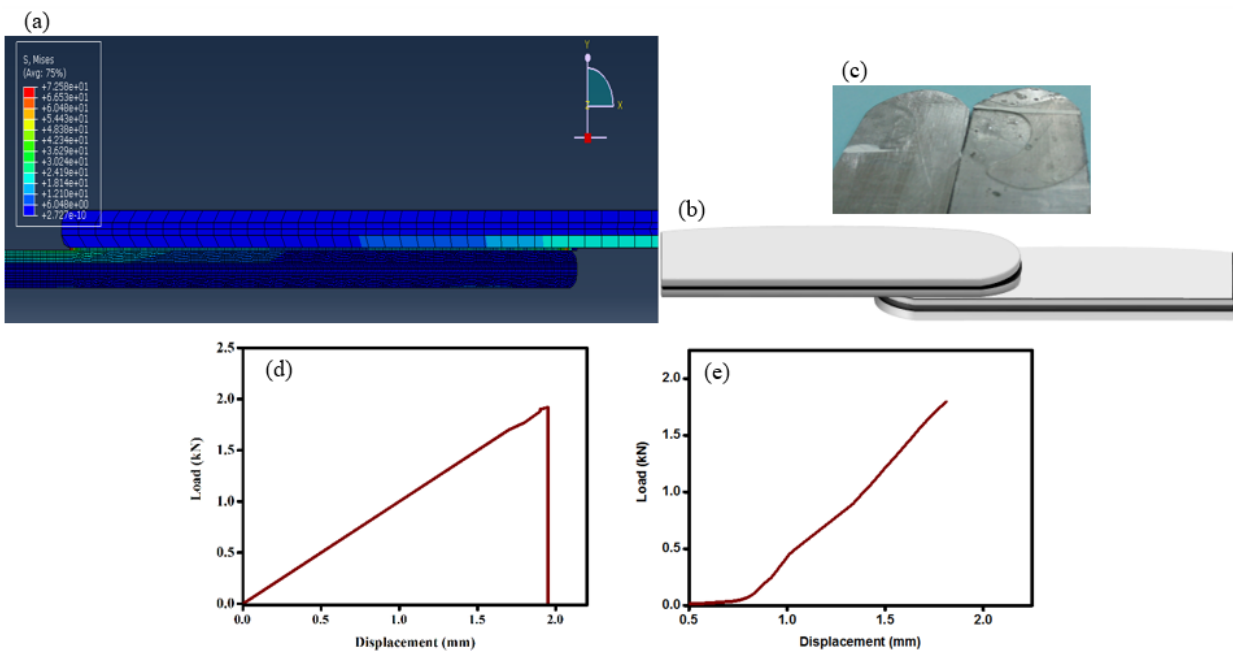 (a)
S, Mises
(Avg: 75%)
+7.258e+01
+6.653e+01
+6.048e+01
+5.443e+01
+4.838e+01
+4.234e+01
+3.629e+01
+3.024e+01
+2.419e+01
+1.814e+01
+1.210e+01
+6.048e+00
+2.727e-10
Y
Z
X
(c)
(b)
(d)
2.5
2.0
1.5
1.0
0.5
0.0
Load (kN)
0.0 0.5 1.0 1.5 2.0
Displacement (mm)
(e)
2.0
1.5
1.0
0.5
0.0
Load (kN)
0.5 1.0 1.5 2.0
Displacement (mm)